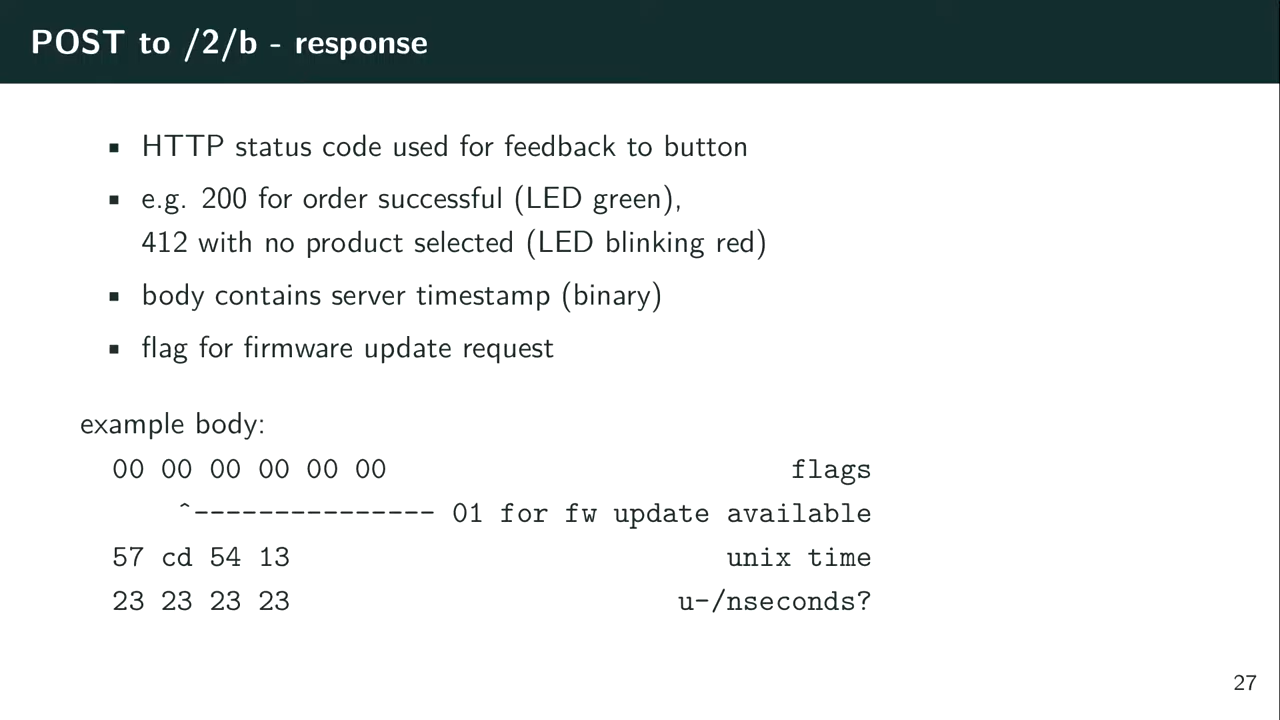 POST to /2/b - response
▪ HTTP status code used for feedback to button
▪ e.g. 200 for order successful (LED green),
412 with no product selected (LED blinking red)
▪ body contains server timestamp (binary)
▪ flag for firmware update request
example body:
00 00 00 00 00 00 flags
^--------------- 01 for fw update available
57 cd 54 13 unix time
23 23 23 23 u-/nseconds?
27